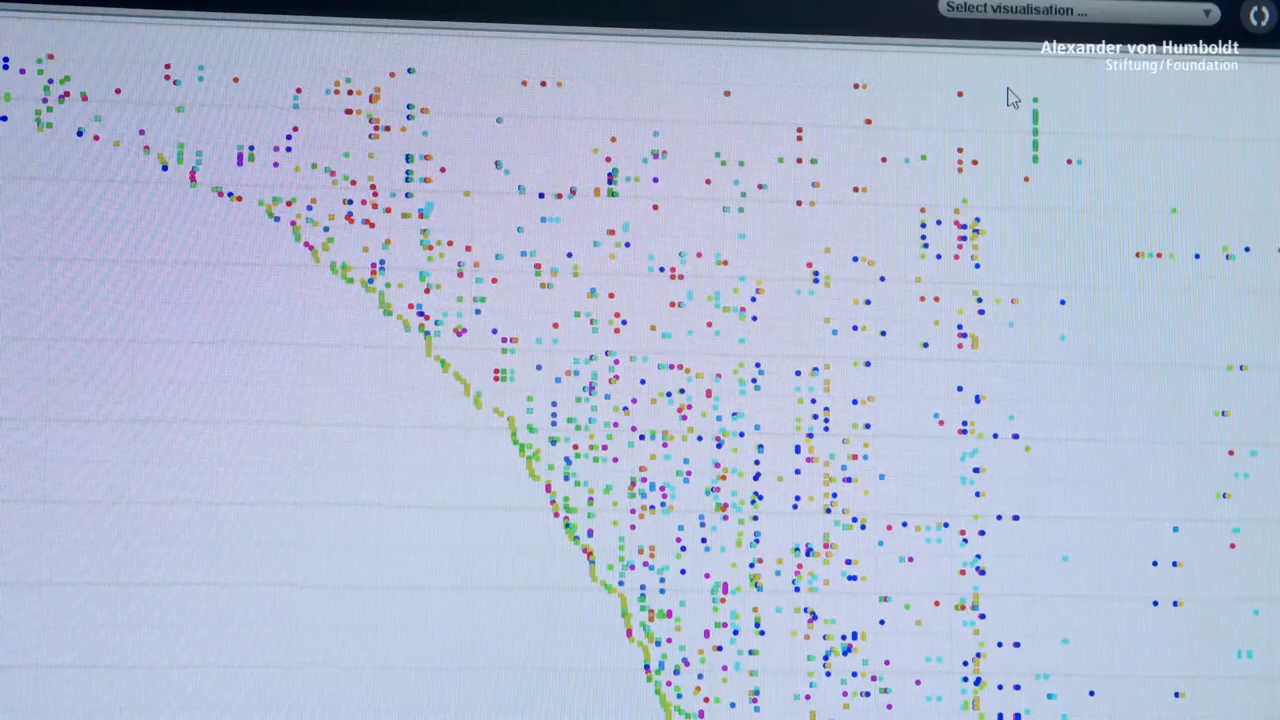 Select visualisation ...
Alexander von Humboldt
Stiftung/Foundation